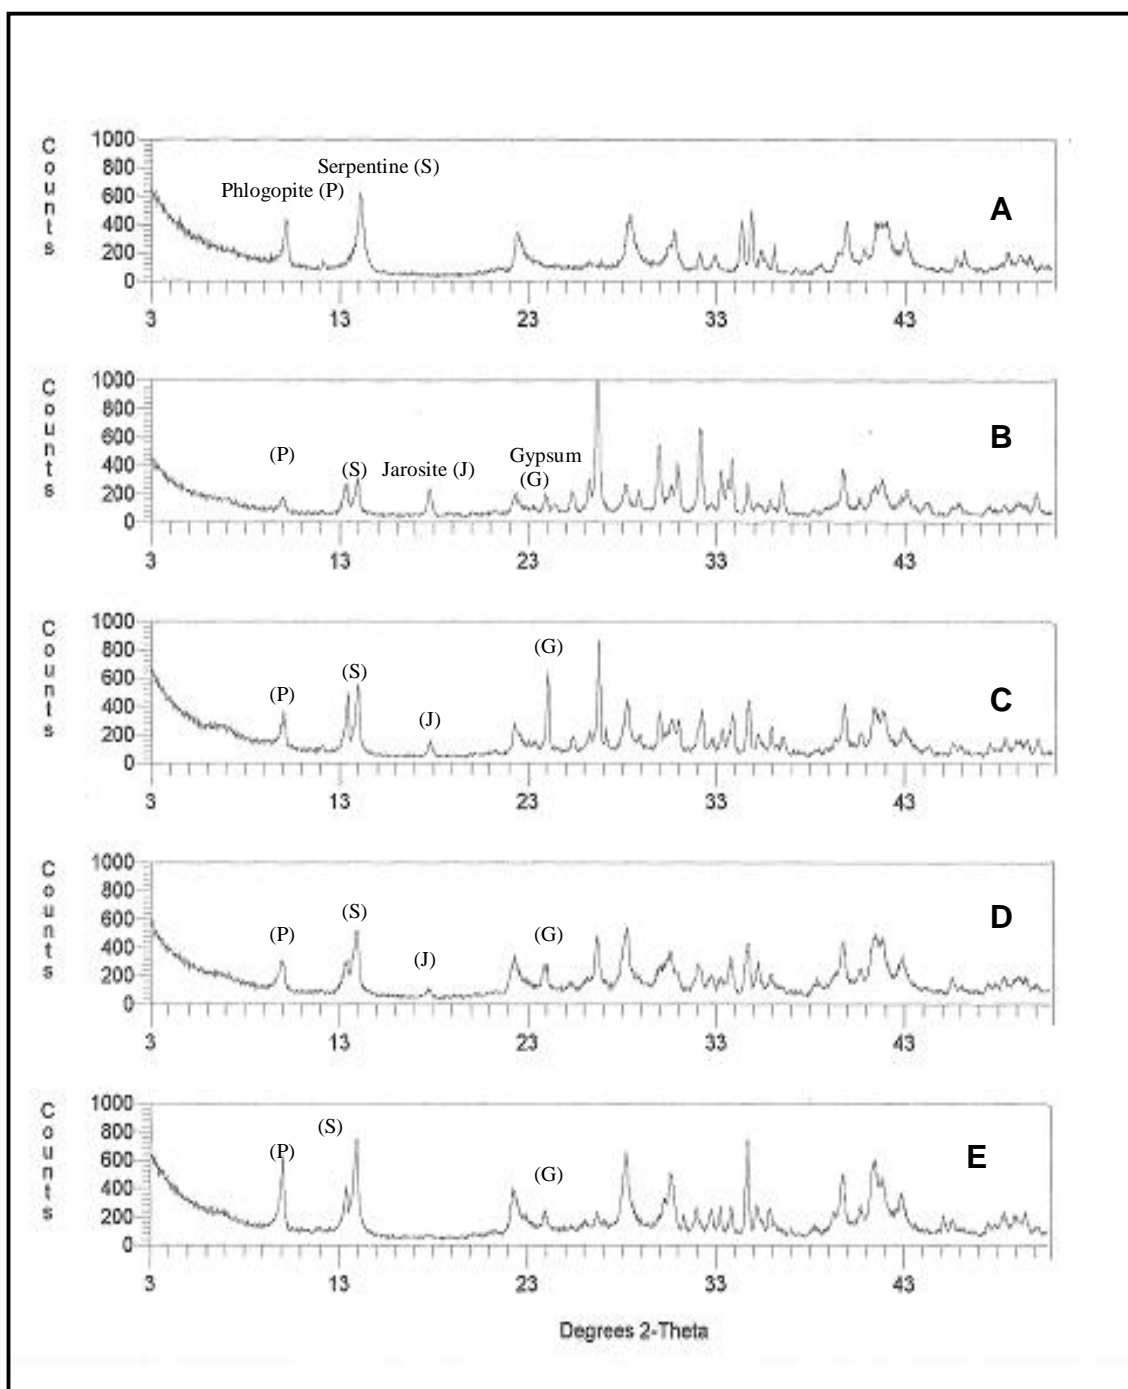 Counts
1000
800
600
400
200
0
Phlogopite (P)
Serpentine (S)
A
3 13 23 33 43
Counts
1000
800
600
400
200
0
(P)
(S)
Jarosite (J)
Gypsum
(G)
B
3 13 23 33 43
Counts
1000
800
600
400
200
0
(P)
(S)
(J)
(G)
C
3 13 23 33 43
Counts
1000
800
600
400
200
0
(P)
(S)
(J)
(G)
D
3 13 23 33 43
Counts
1000
800
600
400
200
0
(P)
(S)
(G)
E
3 13 23 33 43
Degrees 2-Theta